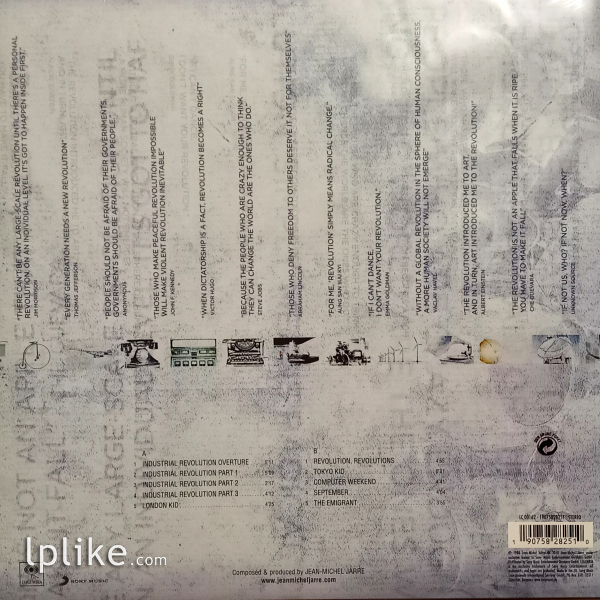 "THERE CAN'T BE ANY LARGE SCALE REVOLUTION UNTIL THERE'S A PERSONAL
REVOLUTION, ON AN INDIVIDUAL LEVEL. IT'S GOT TO HAPPEN INSIDE FIRST."
JIM MORRISON
"EVERY GENERATION NEEDS A NEW REVOLUTION"
THOMAS JEFFERSON
"PEOPLE SHOULD NOT BE AFRAID OF THEIR GOVERNMENTS.
GOVERNMENTS SHOULD BE AFRAID OF THEIR PEOPLE."
ANONYMOUS
"THOSE WHO MAKE PEACEFUL REVOLUTION IMPOSSIBLE
WILL MAKE VIOLENT REVOLUTION INEVITABLE"
JOHN F. KENNEDY
"WHEN DICTATORSHIP IS A FACT, REVOLUTION BECOMES A RIGHT"
VICTOR HUGO
"BECAUSE THE PEOPLE WHO ARE CRAZY ENOUGH TO THINK
THEY CAN CHANGE THE WORLD ARE THE ONES WHO DO."
STEVE JOBS
"THOSE WHO DENY FREEDOM TO OTHERS DESERVE IT NOT FOR THEMSELVES"
ABRAHAM LINCOLN
"FOR ME, 'REVOLUTION' SIMPLY MEANS RADICAL CHANGE."
AUNG SAN SUU KYI
"IF I CAN'T DANCE,
I DON'T WANT YOUR REVOLUTION."
EMMA GOLDMAN
"WITHOUT A GLOBAL REVOLUTION IN THE SPHERE OF HUMAN CONSCIOUSNESS,
A MORE HUMAN SOCIETY WILL NOT EMERGE"
VACLAV HAVEL
"THE REVOLUTION INTRODUCED ME TO ART,
AND IN TURN, ART INTRODUCED ME TO THE REVOLUTION"
ALBERT EINSTEIN
"THE REVOLUTION IS NOT AN APPLE THAT FALLS WHEN IT IS RIPE.
YOU HAVE TO MAKE IT FALL."
CHE GUEVARA
"IF NOT US, WHO? IF NOT NOW, WHEN?"
UNKNOWN SOURCE
A
1 INDUSTRIAL REVOLUTION OVERTURE
2 INDUSTRIAL REVOLUTION PART 1
3 INDUSTRIAL REVOLUTION PART 2
4 INDUSTRIAL REVOLUTION PART 3
5 LONDON KID
B
1 REVOLUTION, REVOLUTIONS
2 TOKYO KID
3 COMPUTER WEEKEND
4 SEPTEMBER
5 THE EMIGRANT
1 90758 28251 0
lplike.com
COLUMBIA
SONY MUSIC
Composed & produced by JEAN-MICHEL JARRE
www.jeanmicheljarre.com